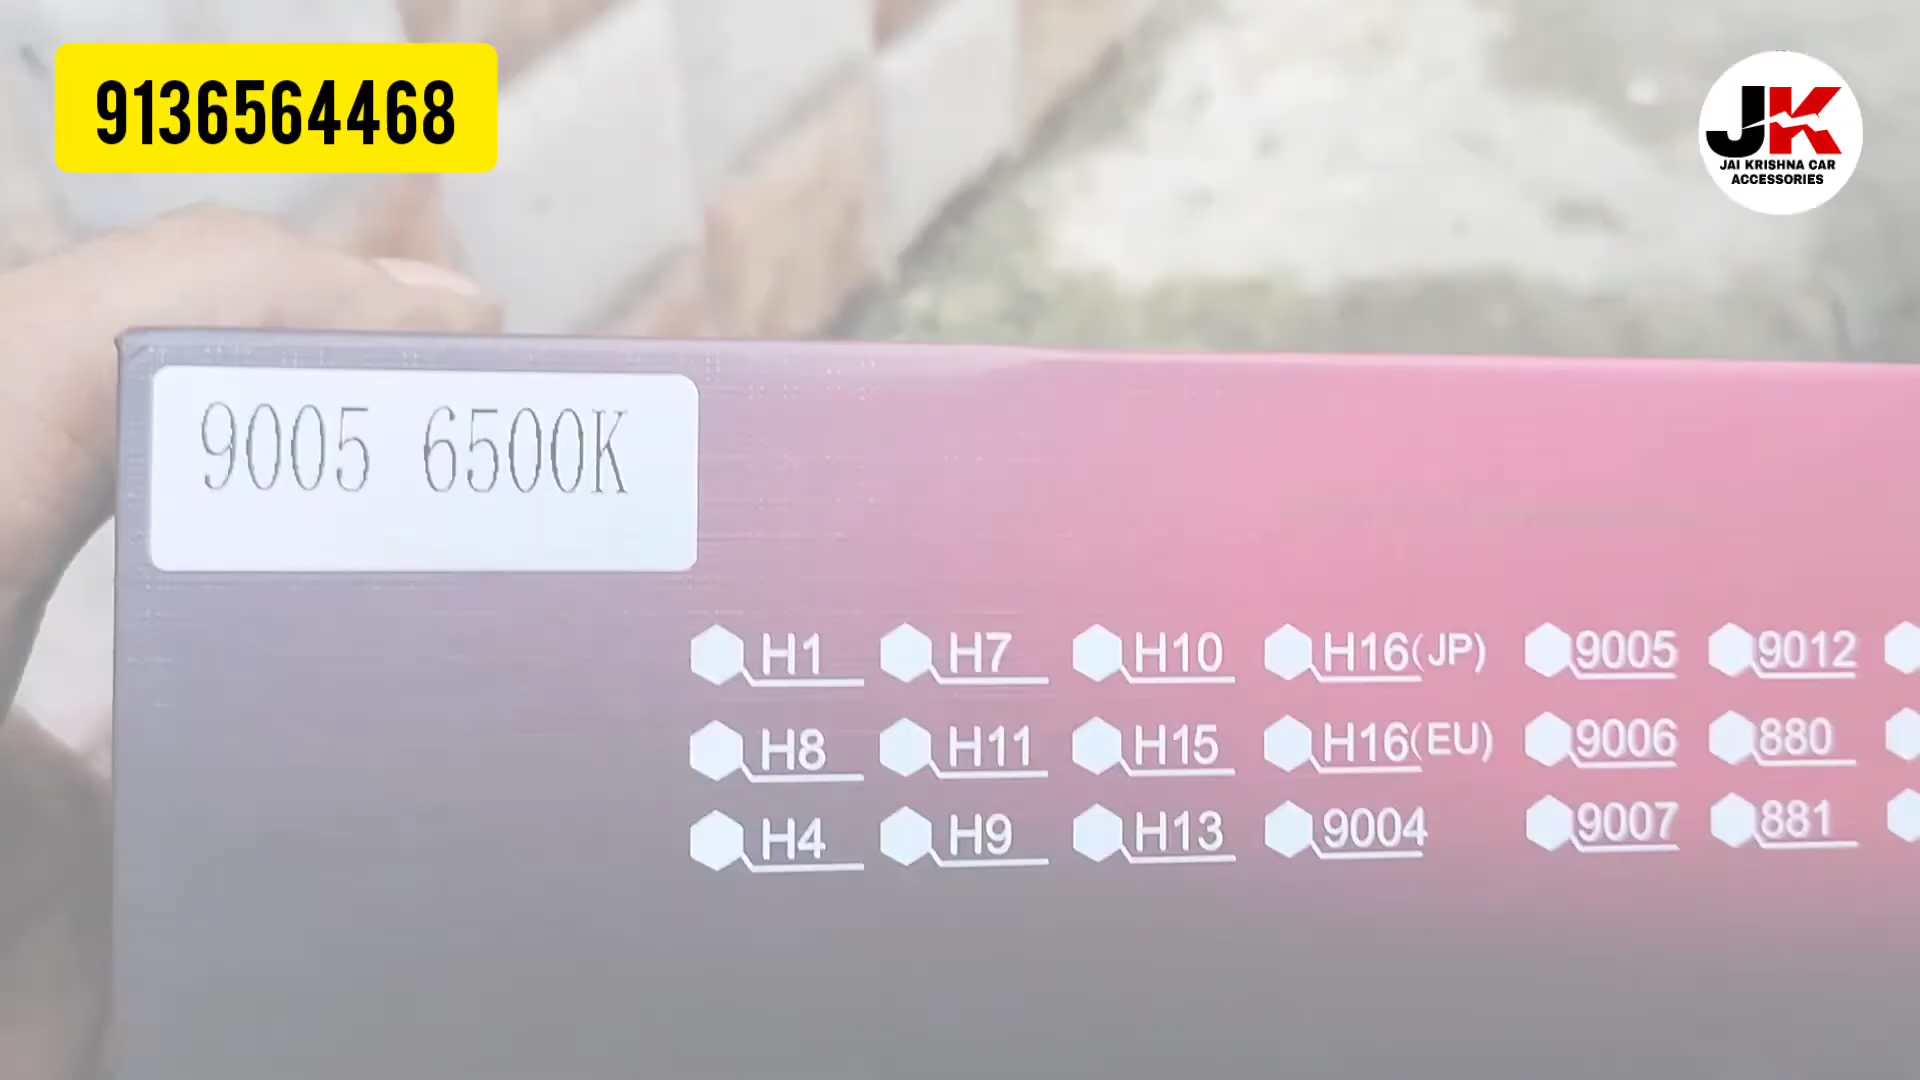 9136564468
JK
JAI KRISHNA CAR
ACCESSORIES
9005 6500K
H1 H7 H10 H16(JP) 9005 9012
H8 H11 H15 H16(EU) 9006 880
H4 H9 H13 9004 9007 881